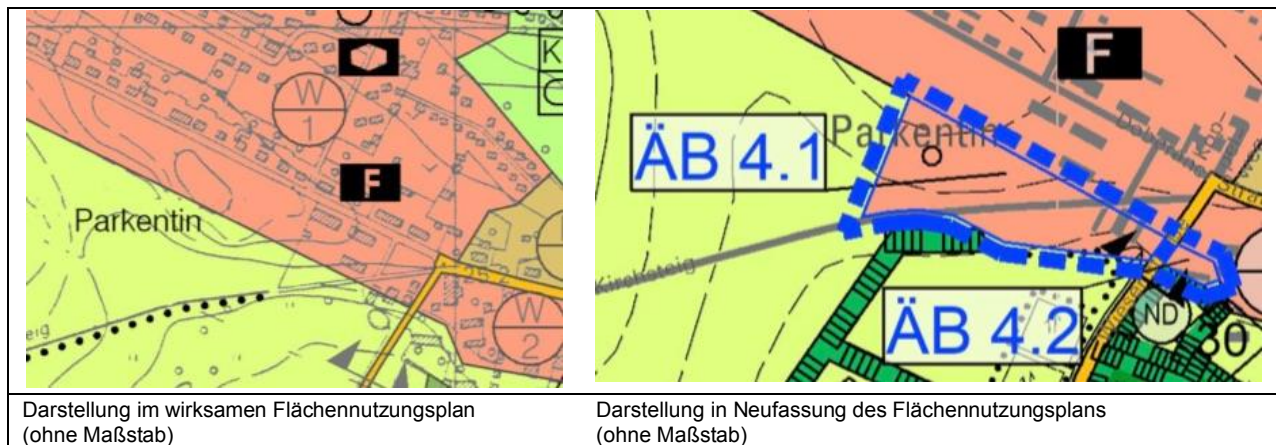 K
W
1
F
Parkentin
W
2
F
Parkentin
ÄB 4.1
Kirchsteig
ÄB 4.2
(ND)
Darstellung im wirksamen Flächennutzungsplan
(ohne Maßstab)
Darstellung in Neufassung des Flächennutzungsplans
(ohne Maßstab)